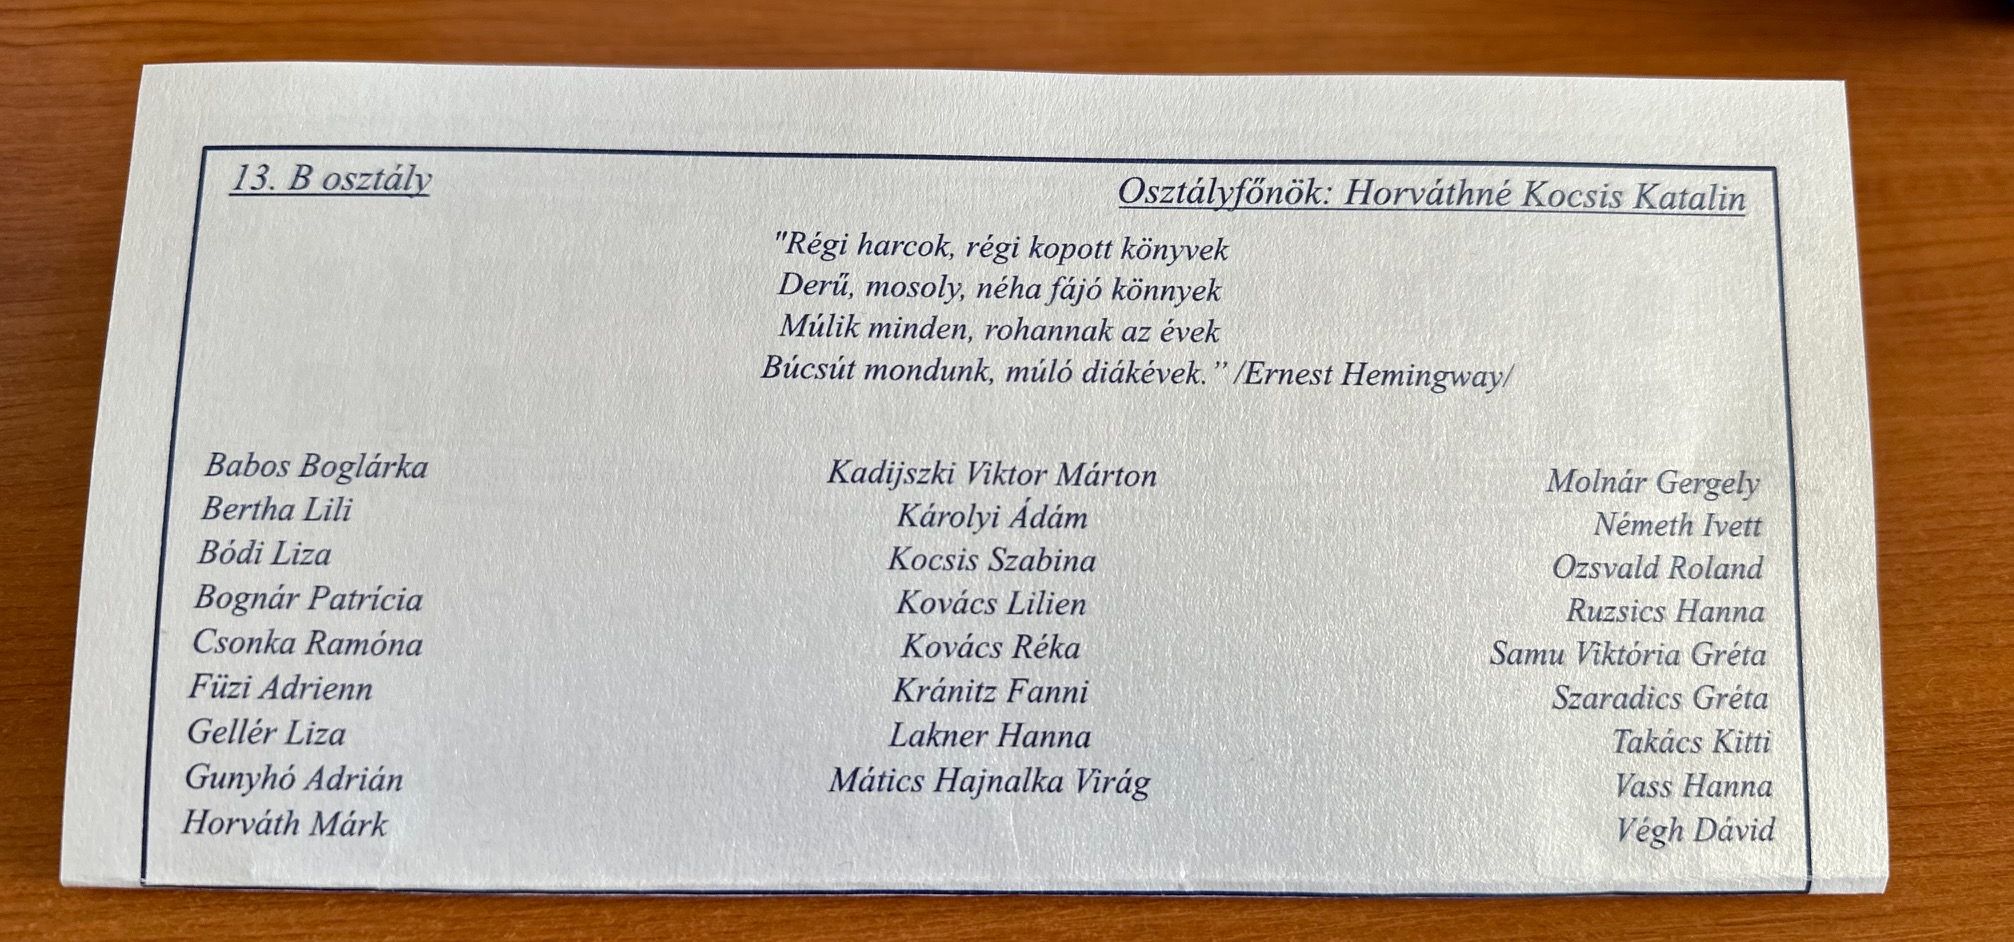 13. B osztály
Osztályfőnök: Horváthné Kocsis Katalin
"Régi harcok, régi kopott könyvek
Derű, mosoly, néha fájó könnyek
Múlik minden, rohannak az évek
Búcsút mondunk, múló diákévek.” /Ernest Hemingway/
Babos Boglárka
Bertha Lili
Bódi Liza
Bognár Patrícia
Csonka Ramóna
Füzi Adrienn
Gellér Liza
Gunyhó Adrián
Horváth Márk
Kadijszki Viktor Márton
Károlyi Ádám
Kocsis Szabina
Kovács Lilien
Kovács Réka
Kránitz Fanni
Lakner Hanna
Mátics Hajnalka Virág
Molnár Gergely
Németh Ivett
Ozsvald Roland
Ruzsics Hanna
Samu Viktória Gréta
Szaradics Gréta
Takács Kitti
Vass Hanna
Végh Dávid